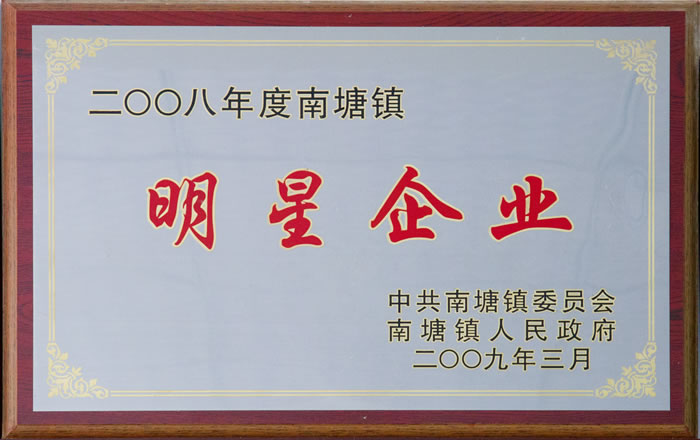 二〇〇八年度南塘镇
明星企业
中共南塘镇委员会
南塘镇人民政府
二〇〇九年三月